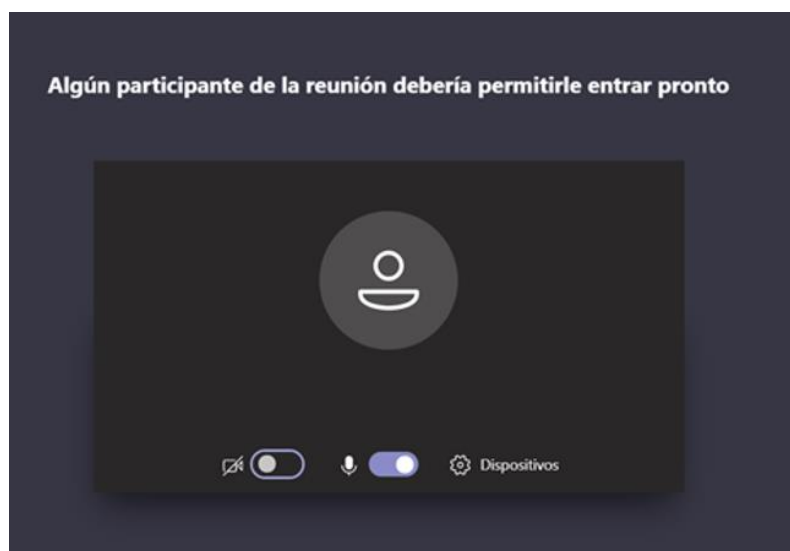 Algún participante de la reunión debería permitirle entrar pronto
Dispositivos